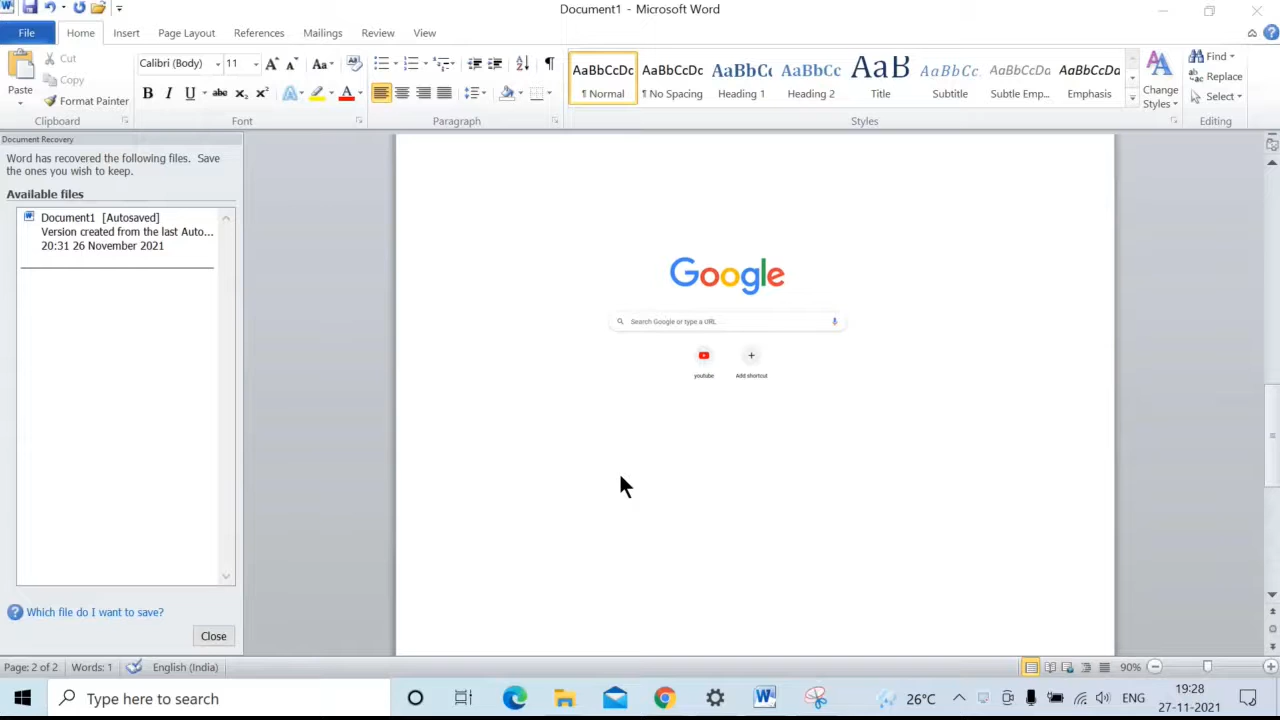 Document1 - Microsoft Word
File Home Insert Page Layout References Mailings Review View
Paste
Cut
Copy
Format Painter
Clipboard
Calibri (Body) 11
Aa
B I U abc x₂ x²
A A
Font
Paragraph
AaBbCcDc AaBbCcDc AaBbCc AaBbCc AaB AaBbCc. AaBbCcDc AaBbCcDc
¶ Normal ¶ No Spacing Heading 1 Heading 2 Title Subtitle Subtle Emp... Emphasis
Styles
Change
Styles
Find
Replace
Select
Editing
Document Recovery
Word has recovered the following files. Save
the ones you wish to keep.
Available files
Document1 [Autosaved]
Version created from the last Auto...
20:31 26 November 2021
Which file do I want to save?
Close
Google
Search Google or type a URL
youtube Add shortcut
Page: 2 of 2 Words: 1 English (India) 90%
Type here to search
26°C ENG
19:28
27-11-2021